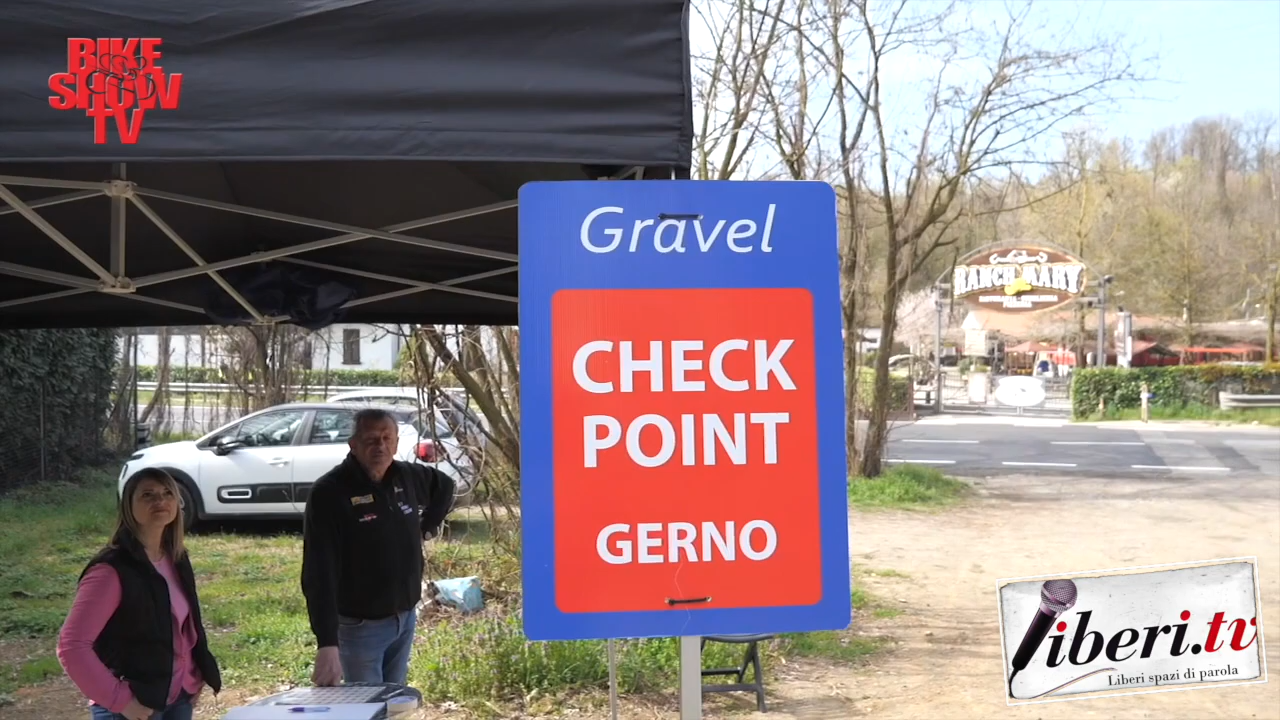 BIKE
SHOW
TV
Gravel
CHECK
POINT
GERNO
RANCH MARY
liberi.tv
Liberi spazi di parola